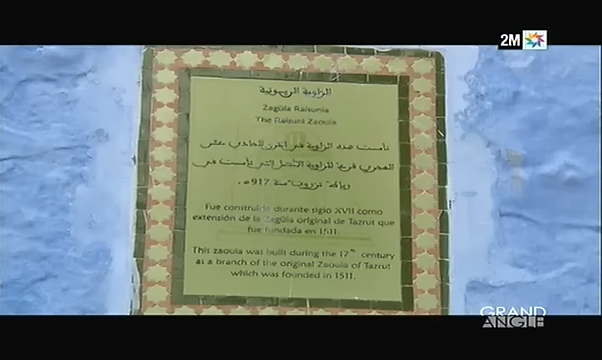 2M
الزاوية الريسونية
Zagüia Raisunia
The Raisuni Zaouia
تأسست هذه الزاوية في القرن الحادي عشر
الهجري فرعا للزاوية الأصل التي تأسست في
تزروت سنة 917هـ.
Fue construida durante siglo XVII como
extensión de la Zagüia original de Tazrut que
fue fundada en 1511.
This zaouia was built during the 17th century
as a branch of the original Zaouia of Tazrut
which was founded in 1511.
GRAND
ANGLE